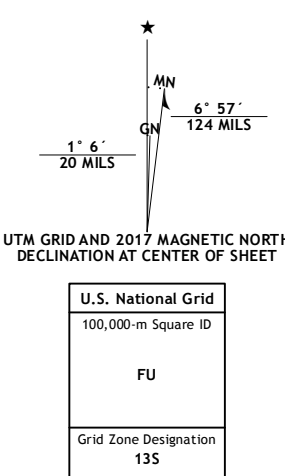 ★
MN
6° 57´
124 MILS
GN
1° 6´
20 MILS
UTM GRID AND 2017 MAGNETIC NORTH
DECLINATION AT CENTER OF SHEET
U.S. National Grid
100,000-m Square ID
FU
Grid Zone Designation
13S